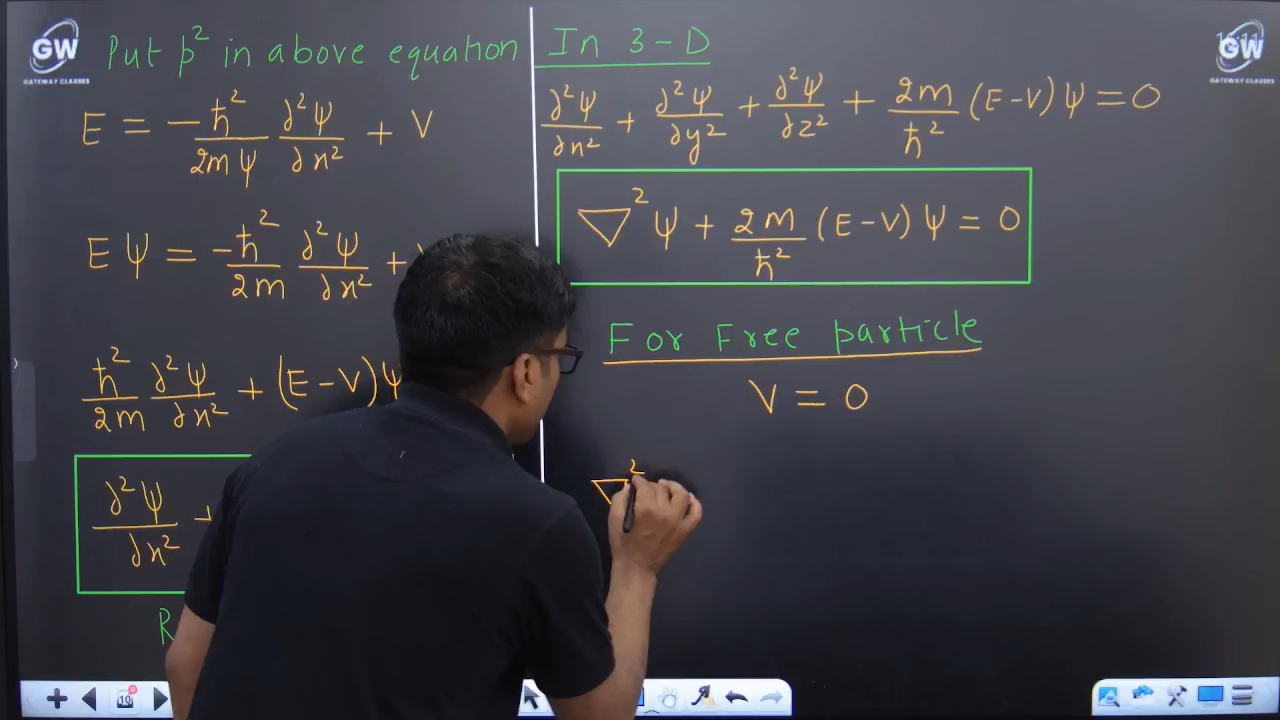 GW
GATEWAY CLASSES
Put p² in above equation
E = -ℏ²/2mψ ∂²ψ/∂x² + V
Eψ = -ℏ²/2m ∂²ψ/∂x² +
ℏ²/2m ∂²ψ/∂x² + (E-V)ψ
∂²ψ/∂x² +
R
In 3-D
∂²ψ/∂x² + ∂²ψ/∂y² + ∂²ψ/∂z² + 2m/ℏ² (E-V)ψ = 0
∇²ψ + 2m/ℏ² (E-V)ψ = 0
For Free particle
V = 0
∇²
GW
GATEWAY CLASSES
10